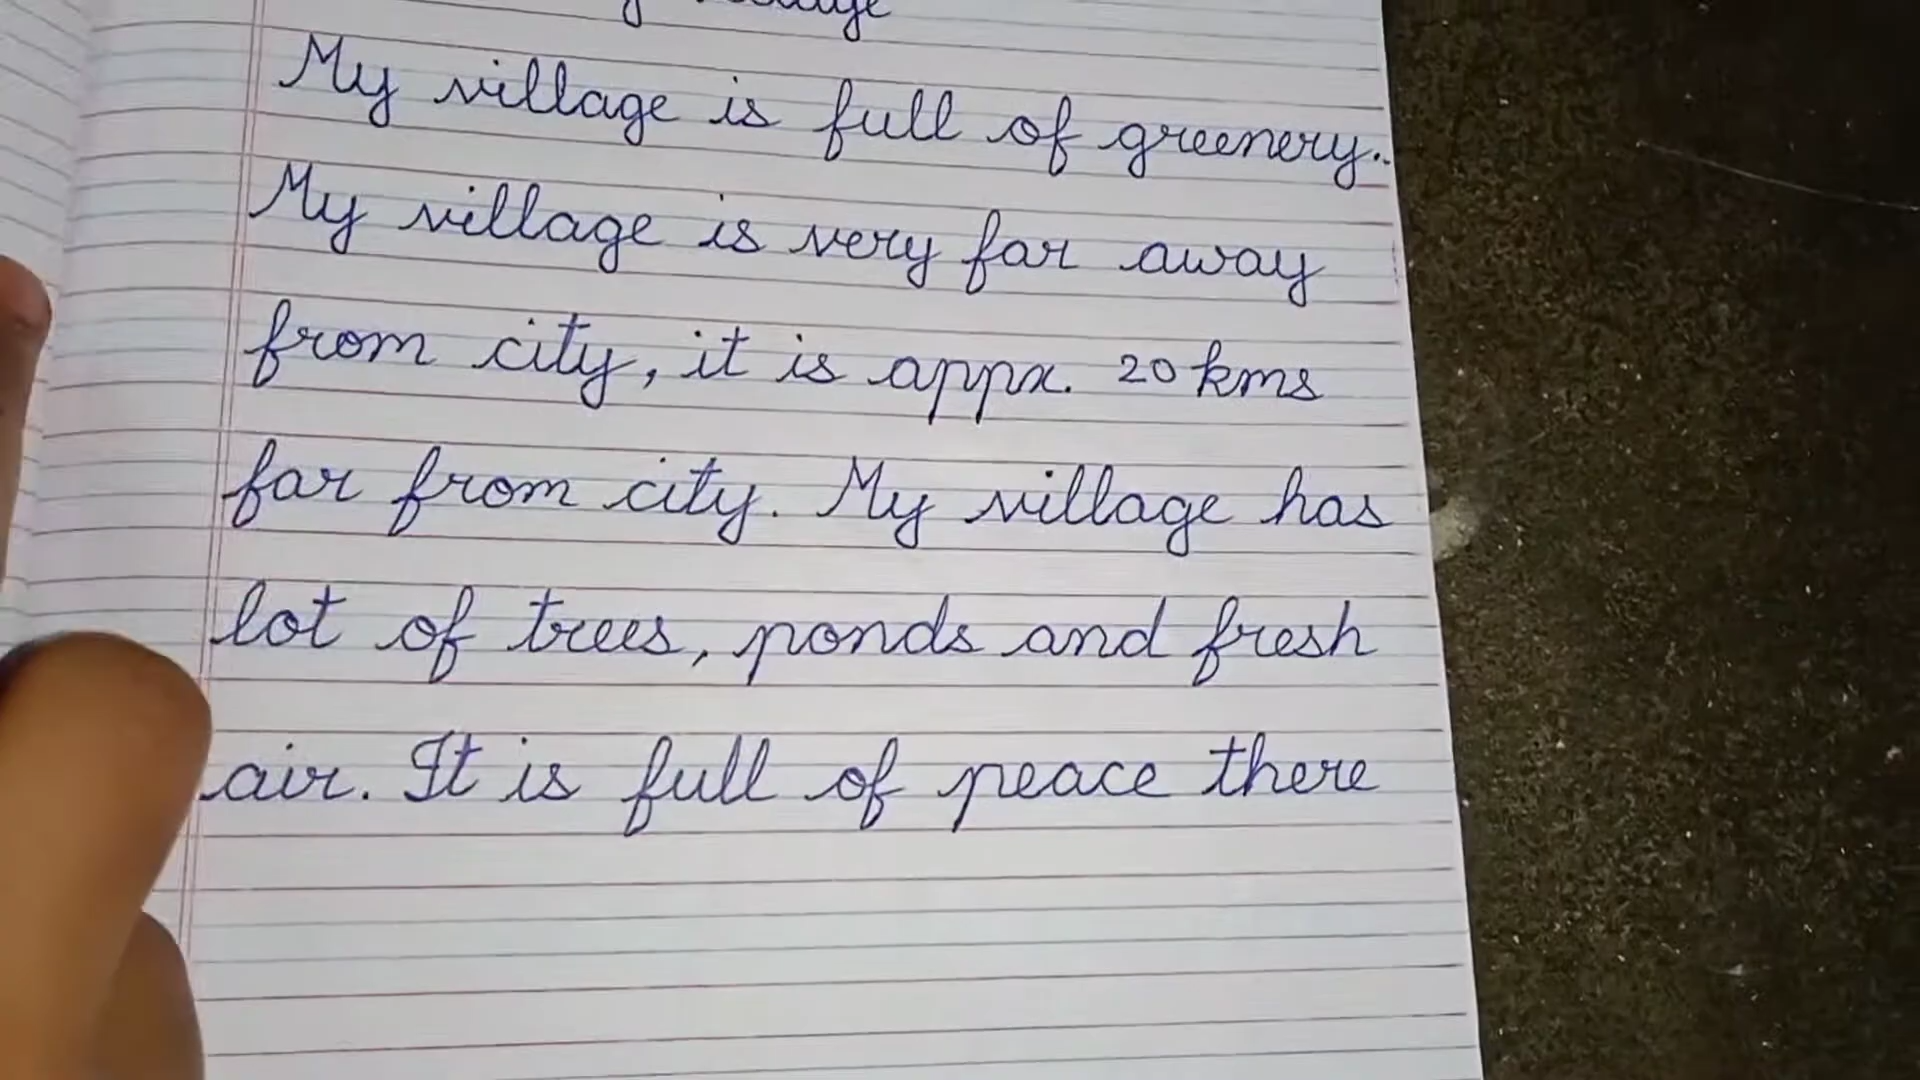 village
My village is full of greenery.
My village is very far away
from city, it is appx. 20 kms
far from city. My village has
lot of trees, ponds and fresh
air. It is full of peace there